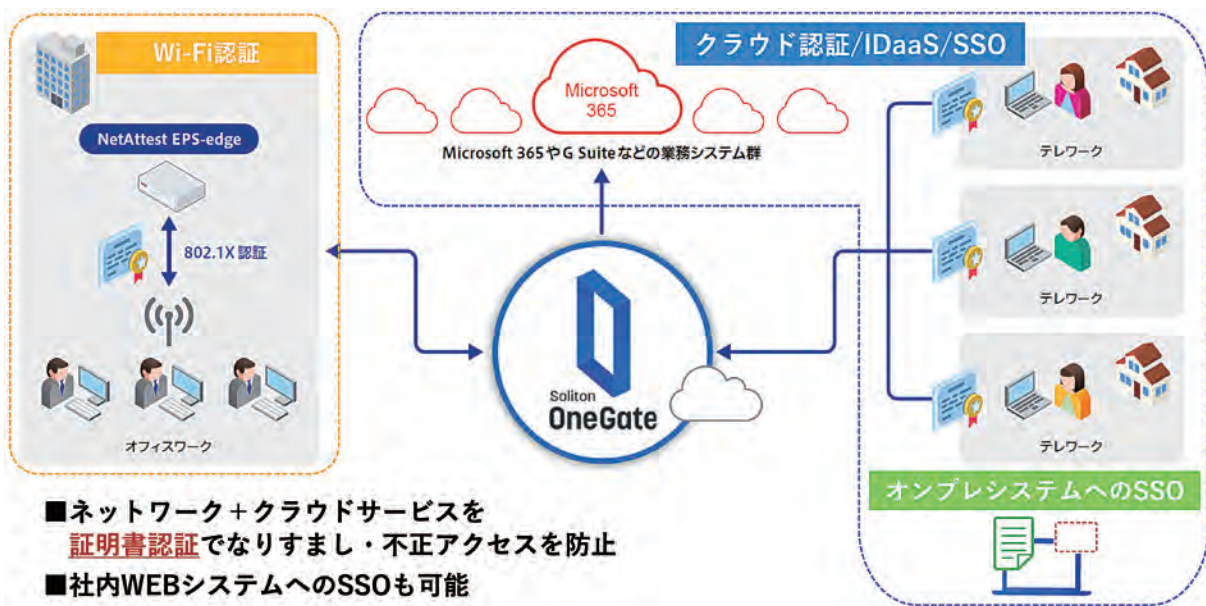 Wi-Fi認証
NetAttest EPS-edge
802.1X 認証
オフィスワーク
クラウド認証/IDaaS/SSO
Microsoft
365
Microsoft 365やG Suiteなどの業務システム群
テレワーク
テレワーク
テレワーク
Soliton
OneGate
オンプレシステムへのSSO
■ネットワーク＋クラウドサービスを
証明書認証でなりすまし・不正アクセスを防止
■社内WEBシステムへのSSOも可能